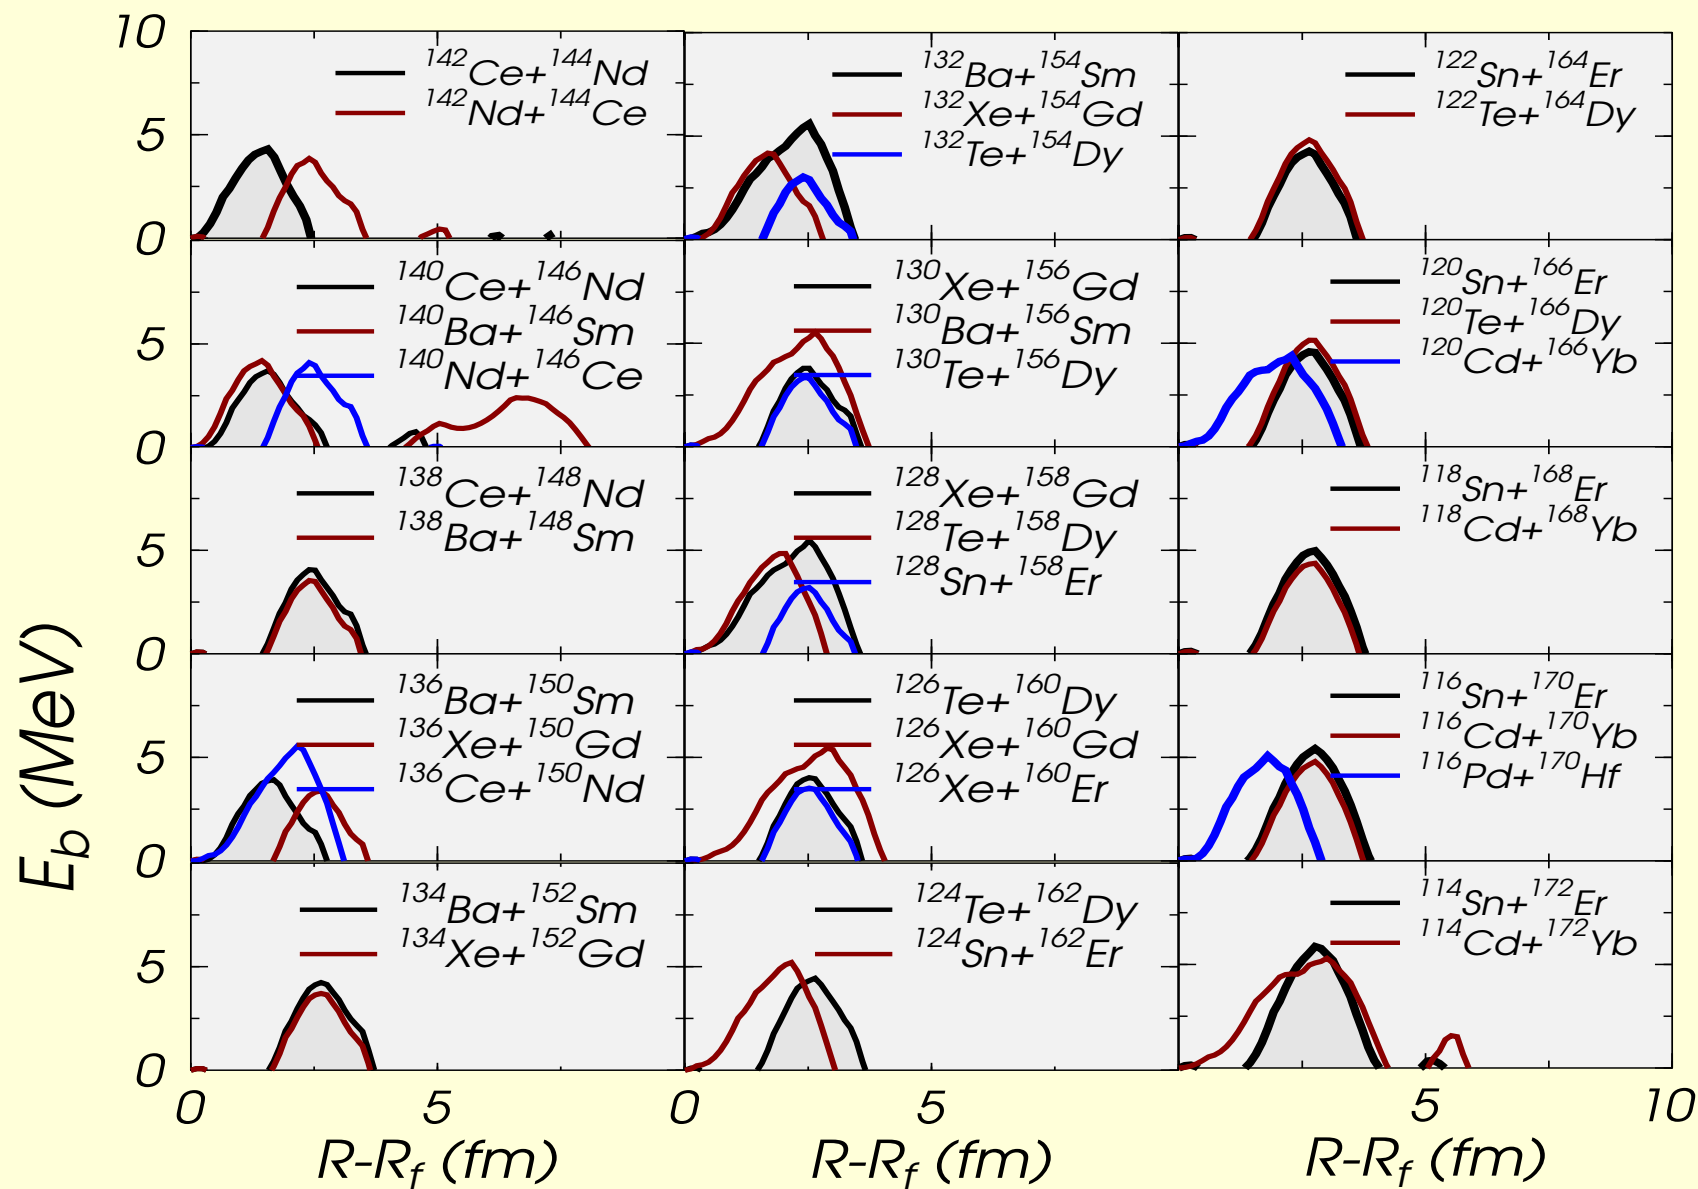 10
5
0
5
0
5
0
5
0
5
0
E_b (MeV)
^142Ce+^144Nd
^142Nd+^144Ce
^132Ba+^154Sm
^132Xe+^154Gd
^132Te+^154Dy
^122Sn+^164Er
^122Te+^164Dy
^140Ce+^146Nd
^140Ba+^146Sm
^140Nd+^146Ce
^130Xe+^156Gd
^130Ba+^156Sm
^130Te+^156Dy
^120Sn+^166Er
^120Te+^166Dy
^120Cd+^166Yb
^138Ce+^148Nd
^138Ba+^148Sm
^128Xe+^158Gd
^128Te+^158Dy
^128Sn+^158Er
^118Sn+^168Er
^118Cd+^168Yb
^136Ba+^150Sm
^136Xe+^150Gd
^136Ce+^150Nd
^126Te+^160Dy
^126Xe+^160Gd
^126Xe+^160Er
^116Sn+^170Er
^116Cd+^170Yb
^116Pd+^170Hf
^134Ba+^152Sm
^134Xe+^152Gd
^124Te+^162Dy
^124Sn+^162Er
^114Sn+^172Er
^114Cd+^172Yb
0 5 0 5 5 10
R-R_f (fm) R-R_f (fm) R-R_f (fm)